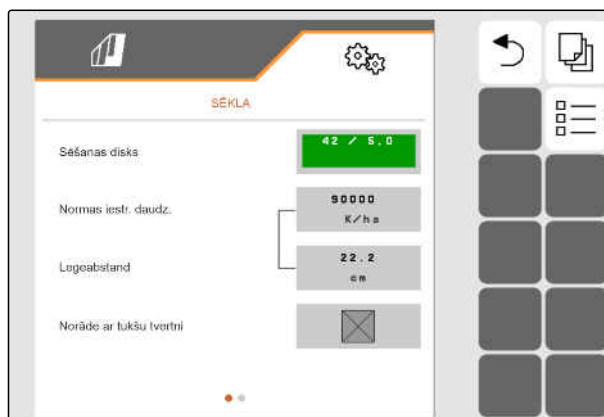 SĒKLA
Sēšanas disks
42 / 5,0
Normas iestr. daudz.
90000
K/ha
Legeabstand
22.2
cm
Norāde ar tukšu tvertni